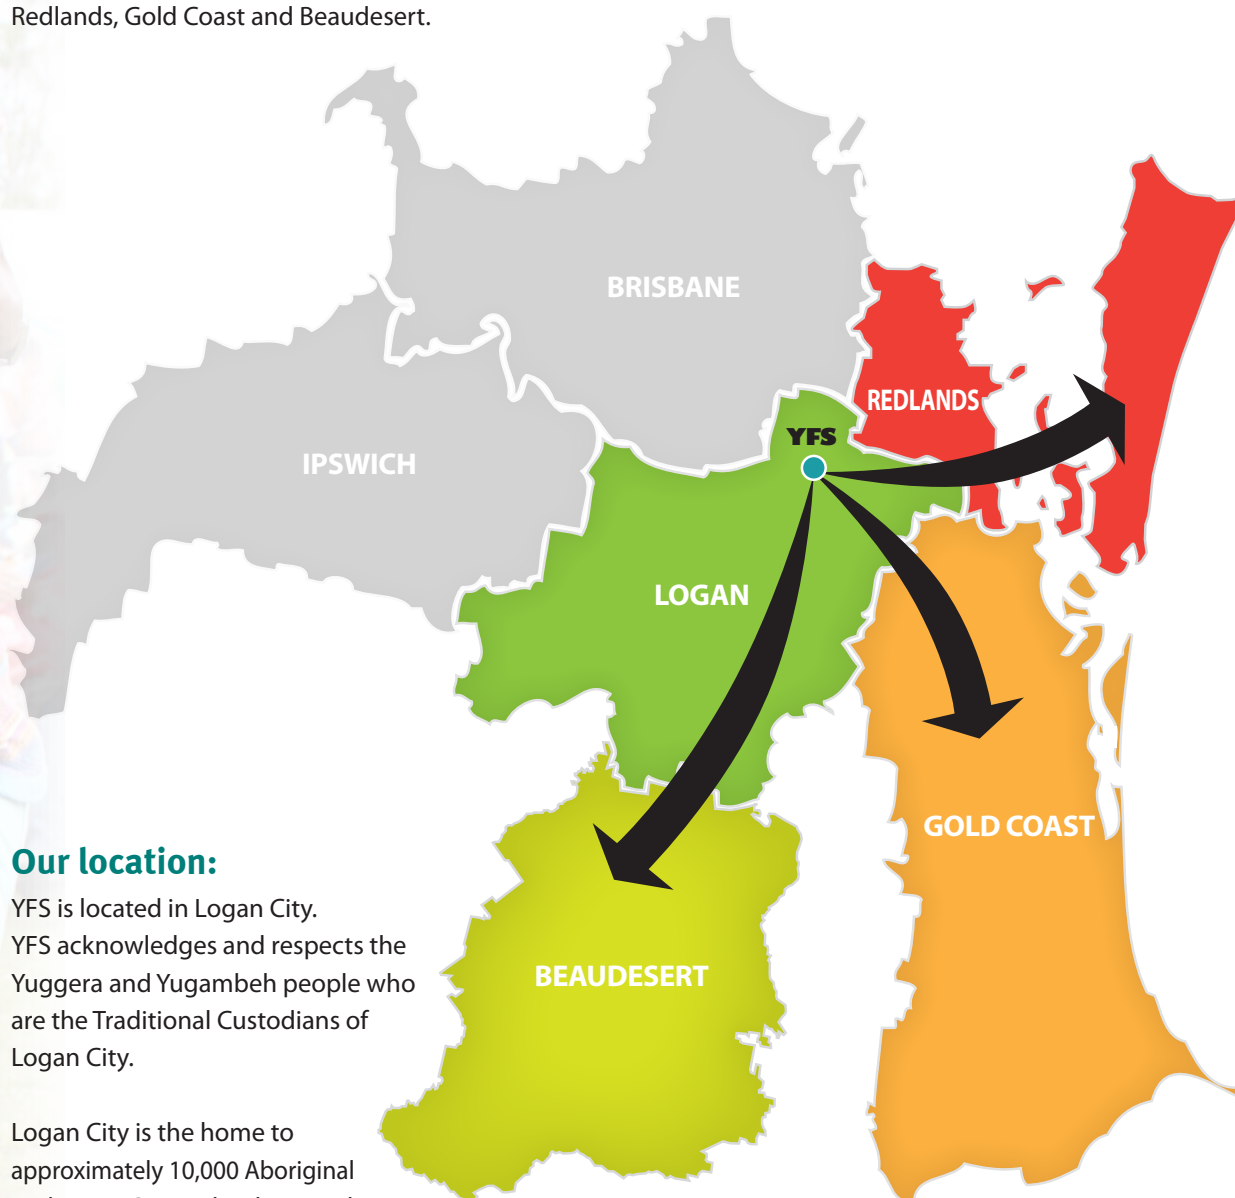 Redlands, Gold Coast and Beaudesert.
BRISBANE
REDLANDS
YFS
IPSWICH
LOGAN
GOLD COAST
BEAUDESERT
Our location:
YFS is located in Logan City.
YFS acknowledges and respects the
Yuggera and Yugambeh people who
are the Traditional Custodians of
Logan City.
Logan City is the home to
approximately 10,000 Aboriginal